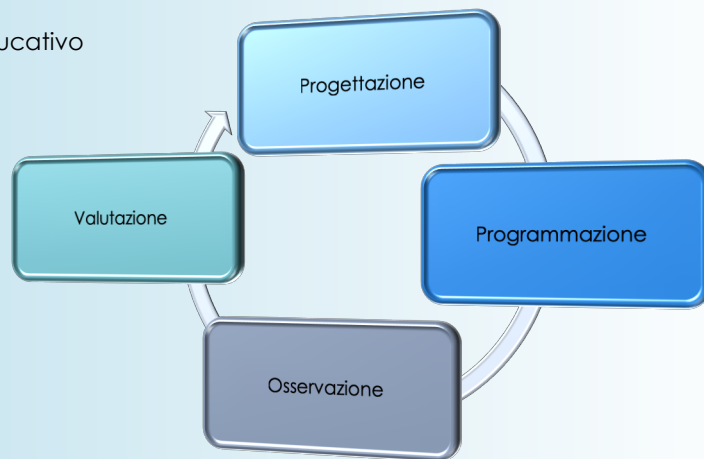 ucativo
Progettazione
Programmazione
Osservazione
Valutazione